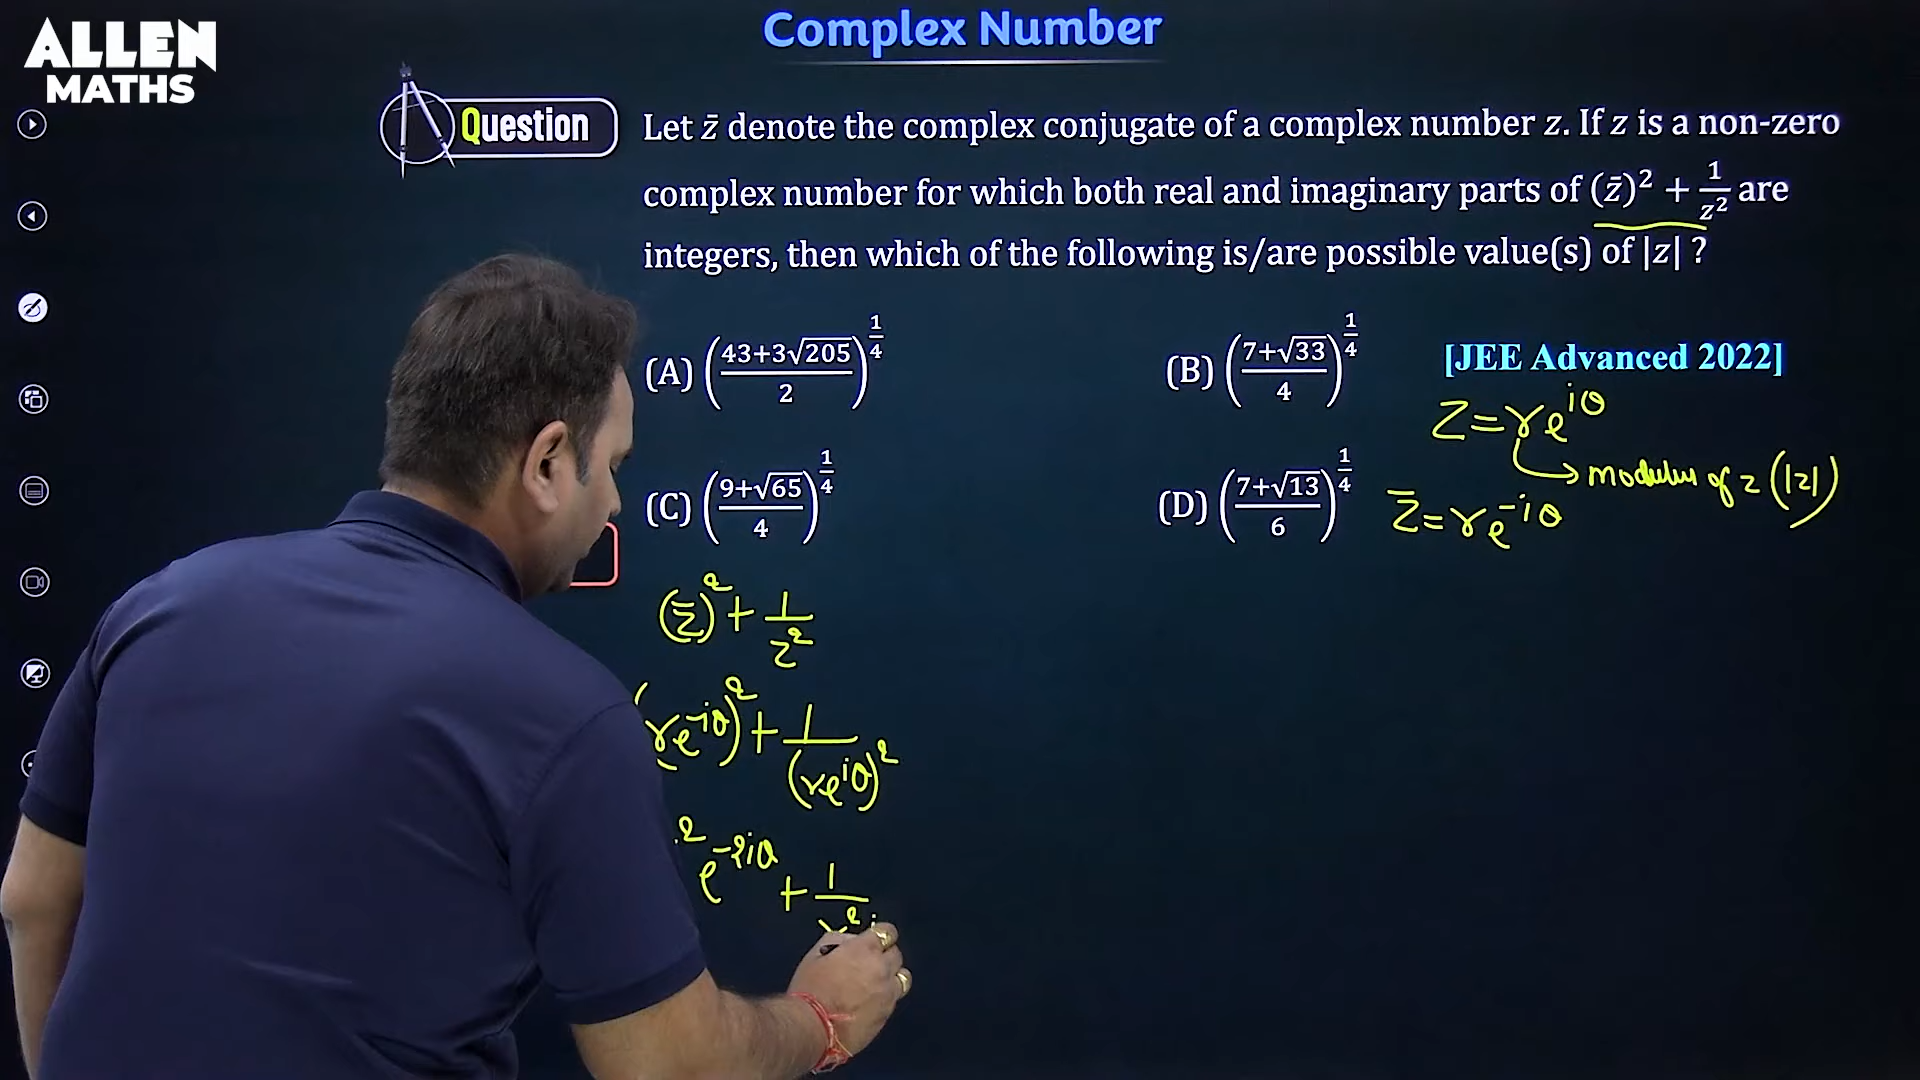 Complex Number
ALLEN
MATHS
Question
Let z̄ denote the complex conjugate of a complex number z. If z is a non-zero
complex number for which both real and imaginary parts of (z̄)² + 1/z² are
integers, then which of the following is/are possible value(s) of |z| ?
(A) ((43+3√205)/2)^(1/4)
(B) ((7+√33)/4)^(1/4)
[JEE Advanced 2022]
(C) ((9+√65)/4)^(1/4)
(D) ((7+√13)/6)^(1/4)
z = re^(iθ)
modulus of z (|z|)
z̄ = re^(-iθ)
(z̄)² + 1/z²
(re^(-iθ))² + 1/(re^(iθ))²
² e^(-2iθ) + 1/r²